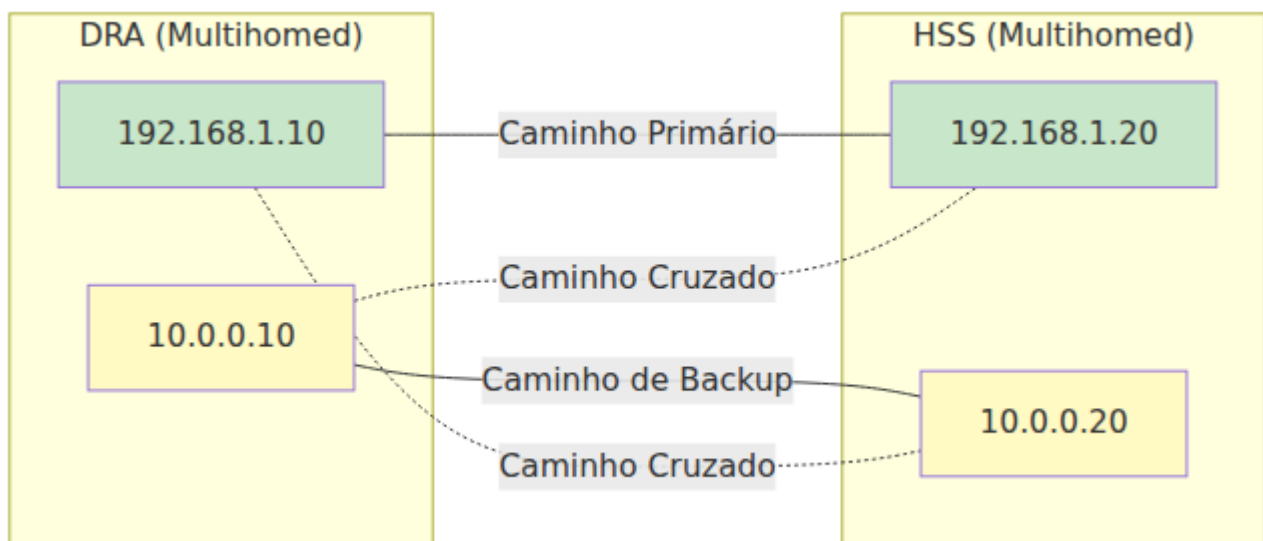 DRA (Multihomed)
HSS (Multihomed)
192.168.1.10
Caminho Primário
192.168.1.20
Caminho Cruzado
10.0.0.10
Caminho de Backup
10.0.0.20
Caminho Cruzado